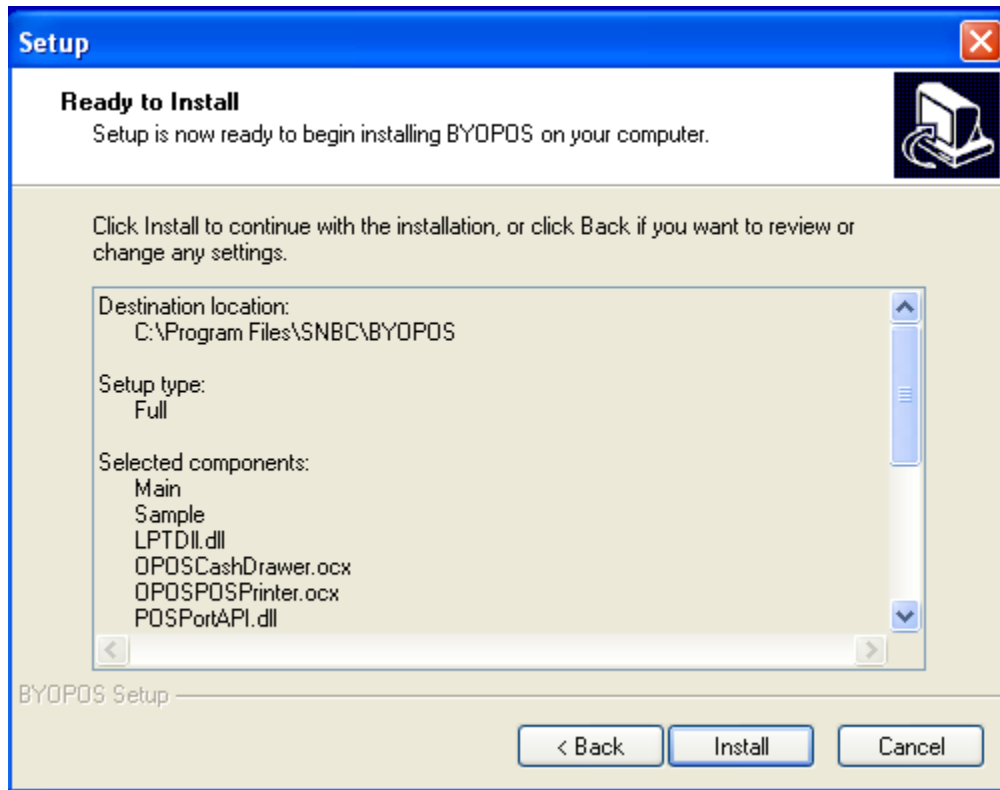 Setup
Ready to Install
Setup is now ready to begin installing BYOPOS on your computer.
Click Install to continue with the installation, or click Back if you want to review or
change any settings.
Destination location:
C:\Program Files\SNBC\BYOPOS
Setup type:
Full
Selected components:
Main
Sample
LPTDll.dll
OPOSCashDrawer.ocx
OPOSPOSPrinter.ocx
POSPortAPI.dll
BYOPOS Setup
< Back
Install
Cancel